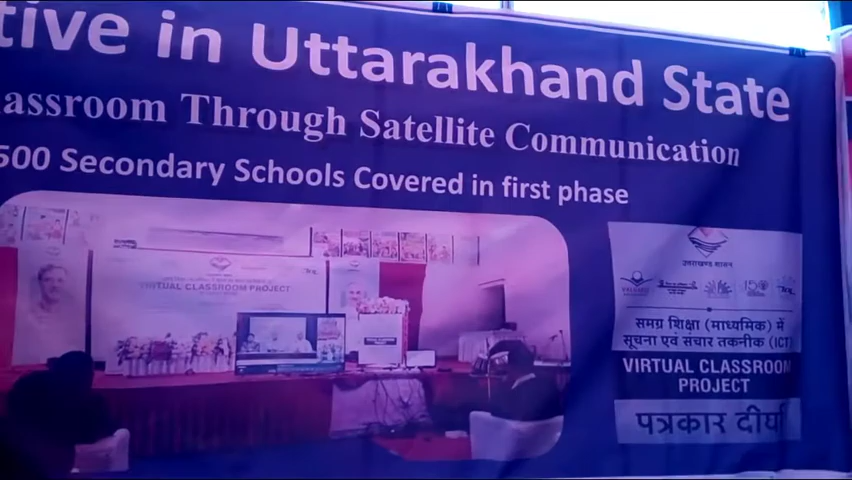 tive in Uttarakhand State
assroom Through Satellite Communication
500 Secondary Schools Covered in first phase
VIRTUAL CLASSROOM PROJECT
उत्तराखण्ड शासन
समग्र शिक्षा (माध्यमिक) में
सूचना एवं संचार तकनीक (ICT
VIRTUAL CLASSROOM
PROJECT
पत्रकार दीर्घा